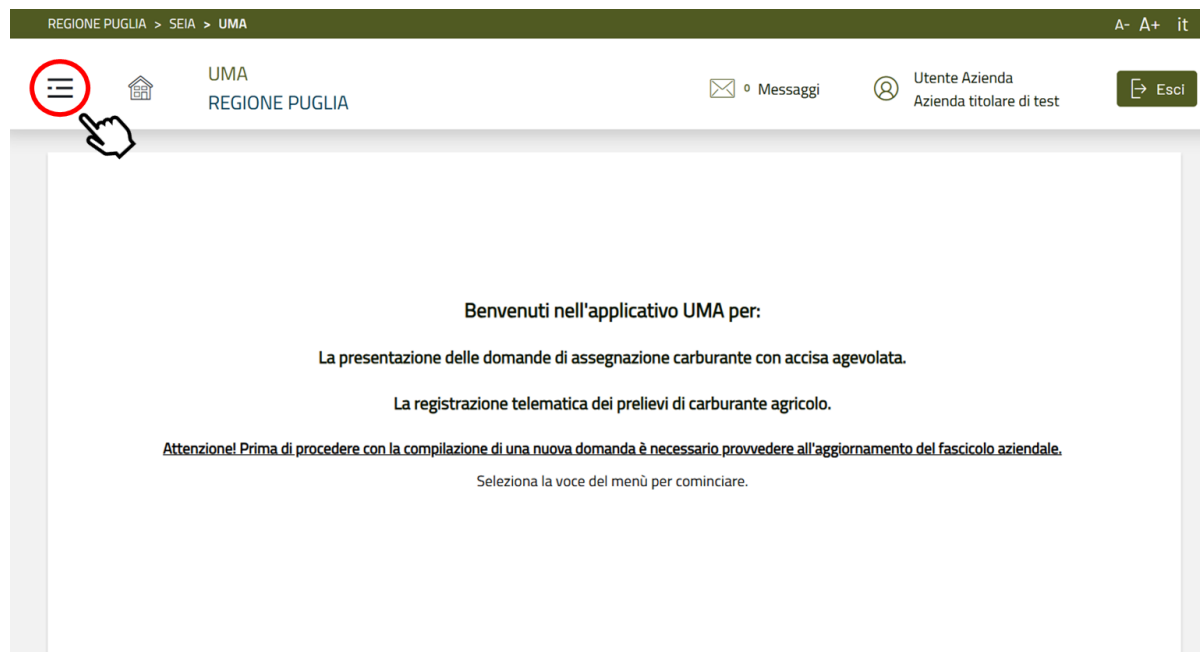 REGIONE PUGLIA > SEIA > UMA
A- A+ it
UMA
REGIONE PUGLIA
0 Messaggi
Utente Azienda
Azienda titolare di test
Esci
Benvenuti nell'applicativo UMA per:
La presentazione delle domande di assegnazione carburante con accisa agevolata.
La registrazione telematica dei prelievi di carburante agricolo.
Attenzione! Prima di procedere con la compilazione di una nuova domanda è necessario provvedere all'aggiornamento del fascicolo aziendale.
Seleziona la voce del menù per cominciare.